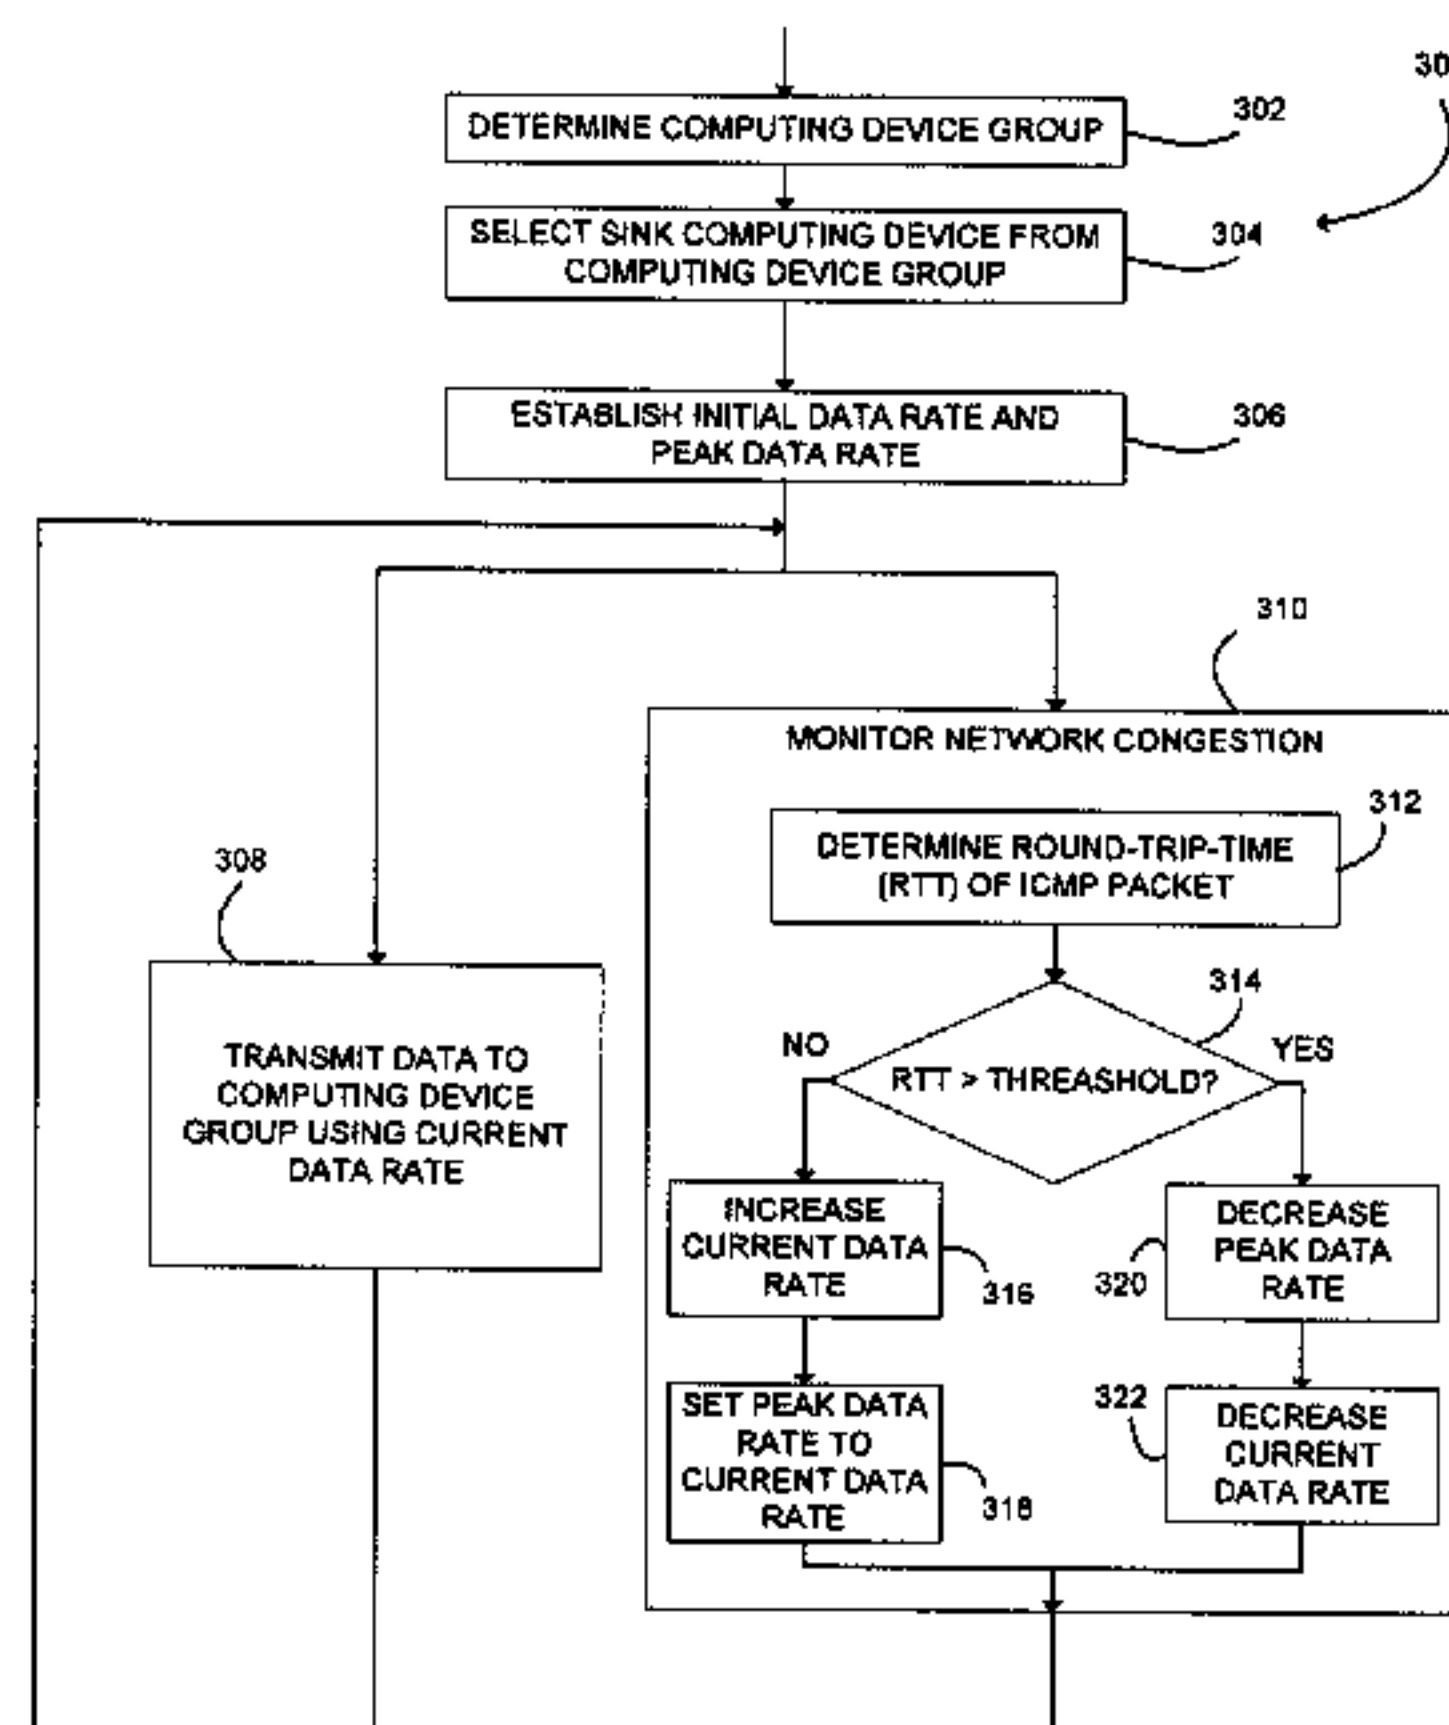 30
DETERMINE COMPUTING DEVICE GROUP
302
SELECT SINK COMPUTING DEVICE FROM
COMPUTING DEVICE GROUP
304
ESTABLISH INITIAL DATA RATE AND
PEAK DATA RATE
306
310
MONITOR NETWORK CONGESTION
312
DETERMINE ROUND-TRIP-TIME
(RTT) OF ICMP PACKET
308
TRANSMIT DATA TO
COMPUTING DEVICE
GROUP USING CURRENT
DATA RATE
314
NO
YES
RTT > THREASHOLD?
INCREASE
CURRENT DATA
RATE
316
320
DECREASE
PEAK DATA
RATE
SET PEAK DATA
RATE TO
CURRENT DATA
RATE
318
322
DECREASE
CURRENT
DATA RATE